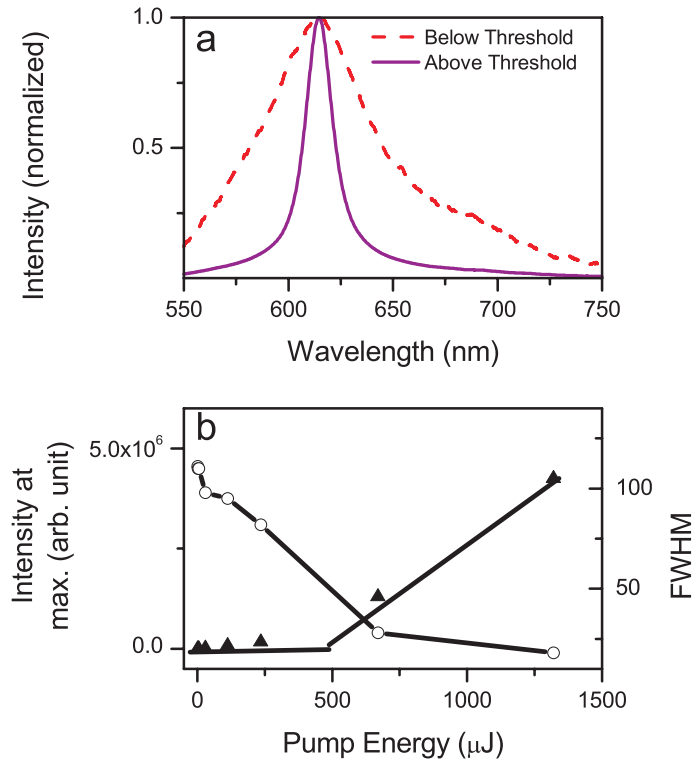 a
Below Threshold
Above Threshold
1.0
0.5
Intensity (normalized)
550
600
650
700
750
Wavelength (nm)
b
5.0x10⁶
0.0
Intensity at
max. (arb. unit)
100
50
FWHM
0
500
1000
1500
Pump Energy (μJ)